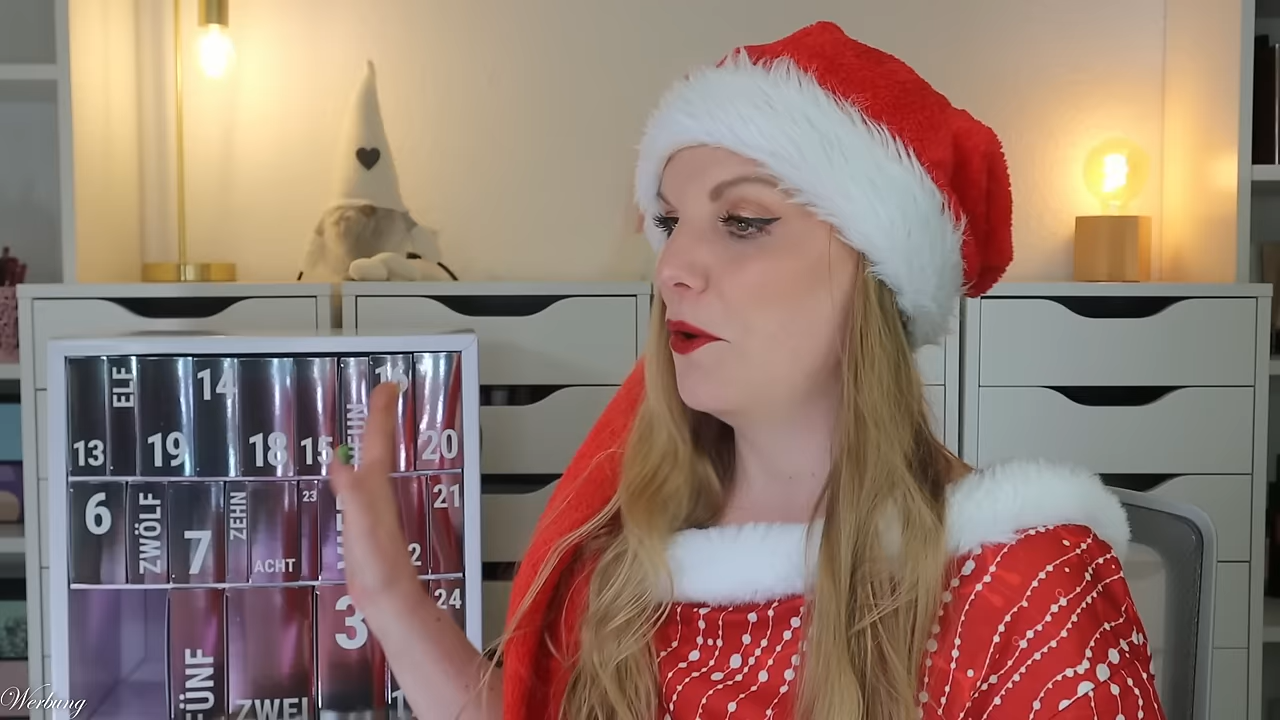 ELF
14
16
13
19
18
15
20
6
ZWÖLF
7
ZEHN
ACHT
23
21
24
3
FÜNF
ZWEI
Werbung